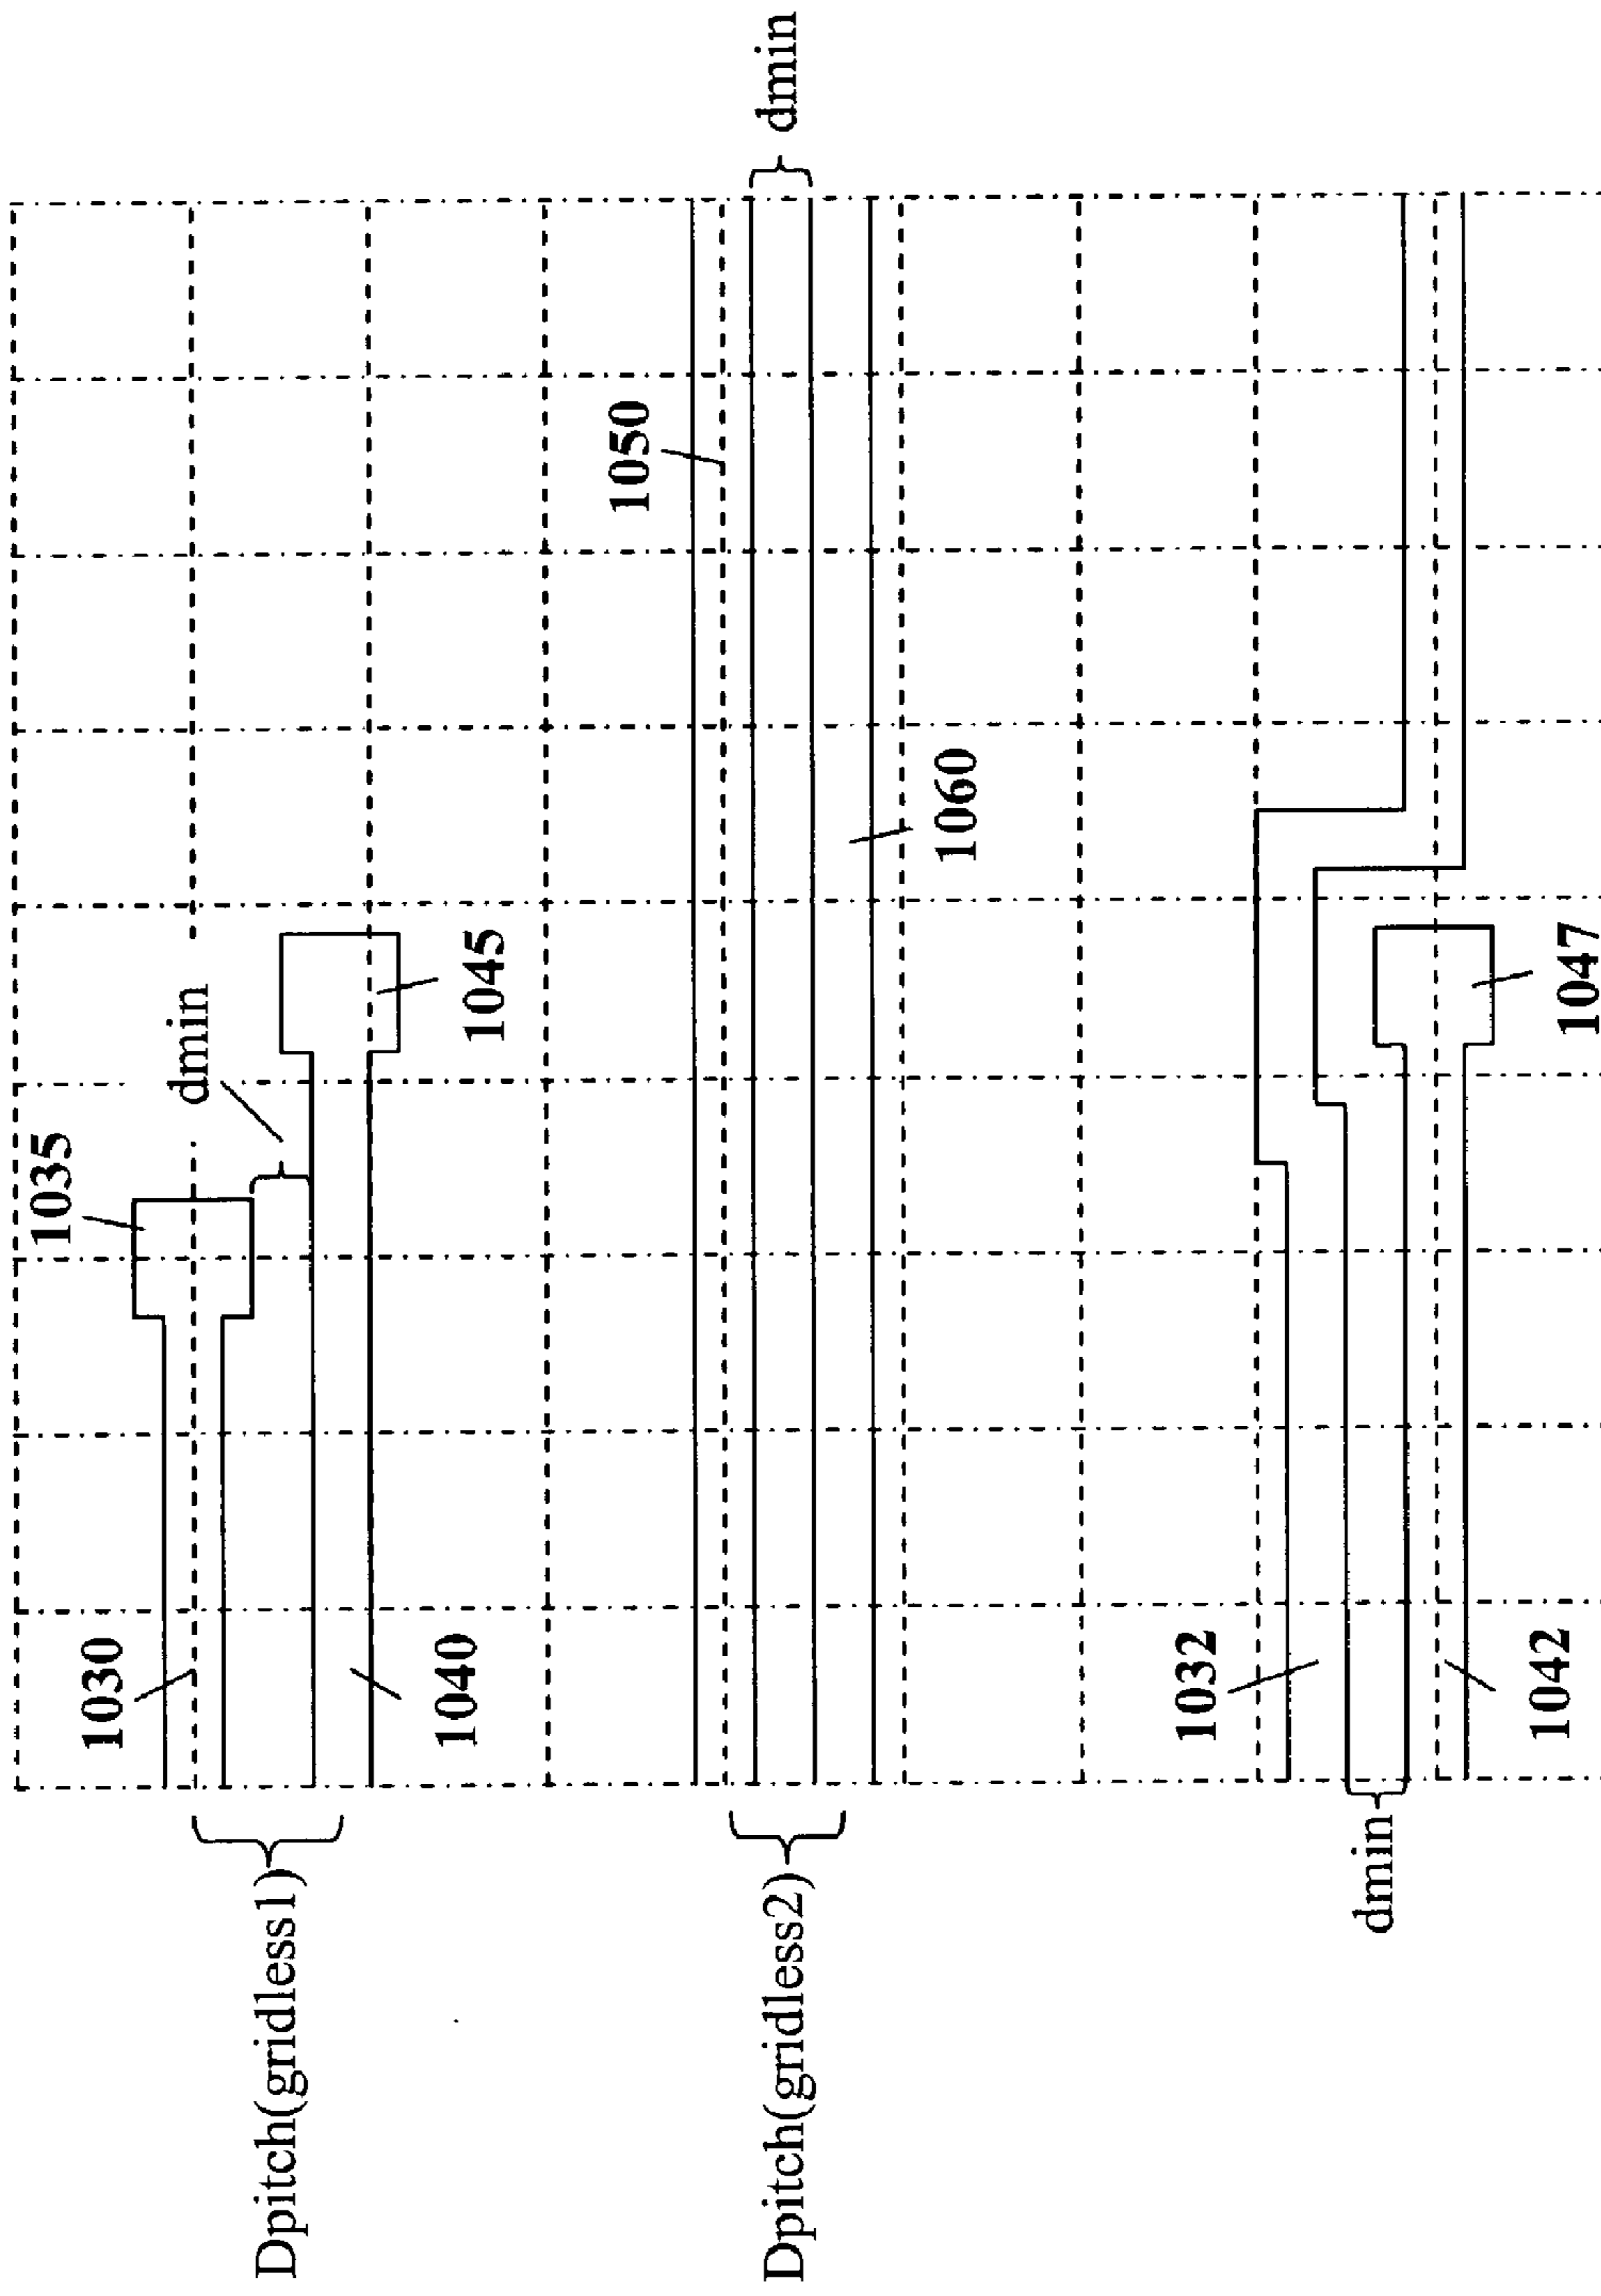 Dpitch(gridless1)
1030
1040
1035
dmin
1045
Dpitch(gridless2)
1060
1050
dmin
dmin
1032
1042
1047